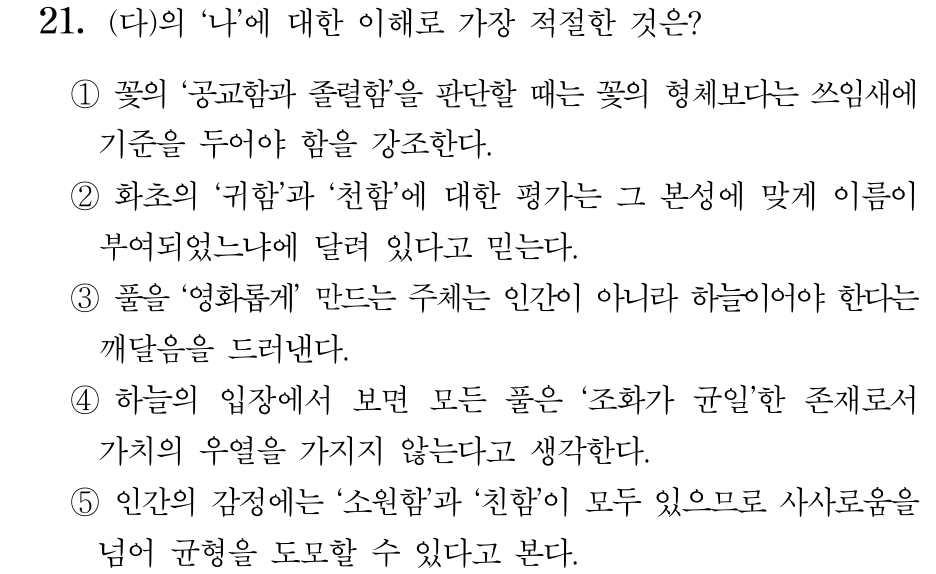 21. (다)의 ‘나’에 대한 이해로 가장 적절한 것은?
① 꽃의 ‘공교함과 졸렬함’을 판단할 때는 꽃의 형체보다는 쓰임새에
기준을 두어야 함을 강조한다.
② 화초의 ‘귀함’과 ‘천함’에 대한 평가는 그 본성에 맞게 이름이
부여되었느냐에 달려 있다고 믿는다.
③ 풀을 ‘영화롭게’ 만드는 주체는 인간이 아니라 하늘이어야 한다는
깨달음을 드러낸다.
④ 하늘의 입장에서 보면 모든 풀은 ‘조화가 균일’한 존재로서
가치의 우열을 가지지 않는다고 생각한다.
⑤ 인간의 감정에는 ‘소원함’과 ‘친함’이 모두 있으므로 사사로움을
넘어 균형을 도모할 수 있다고 본다.